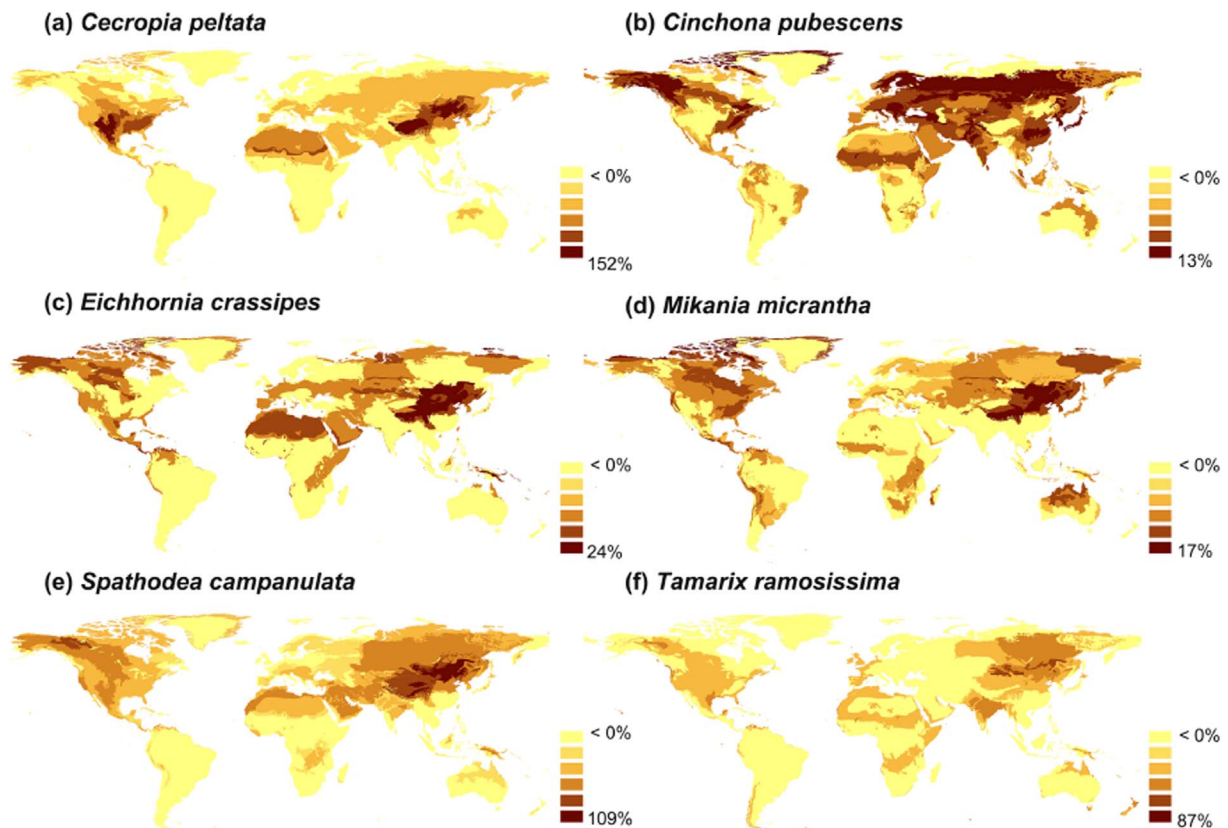 (a) Cecropia peltata
(b) Cinchona pubescens
< 0%
152%
< 0%
13%
(c) Eichhornia crassipes
(d) Mikania micrantha
< 0%
24%
< 0%
17%
(e) Spathodea campanulata
(f) Tamarix ramosissima
< 0%
109%
<0%
87%